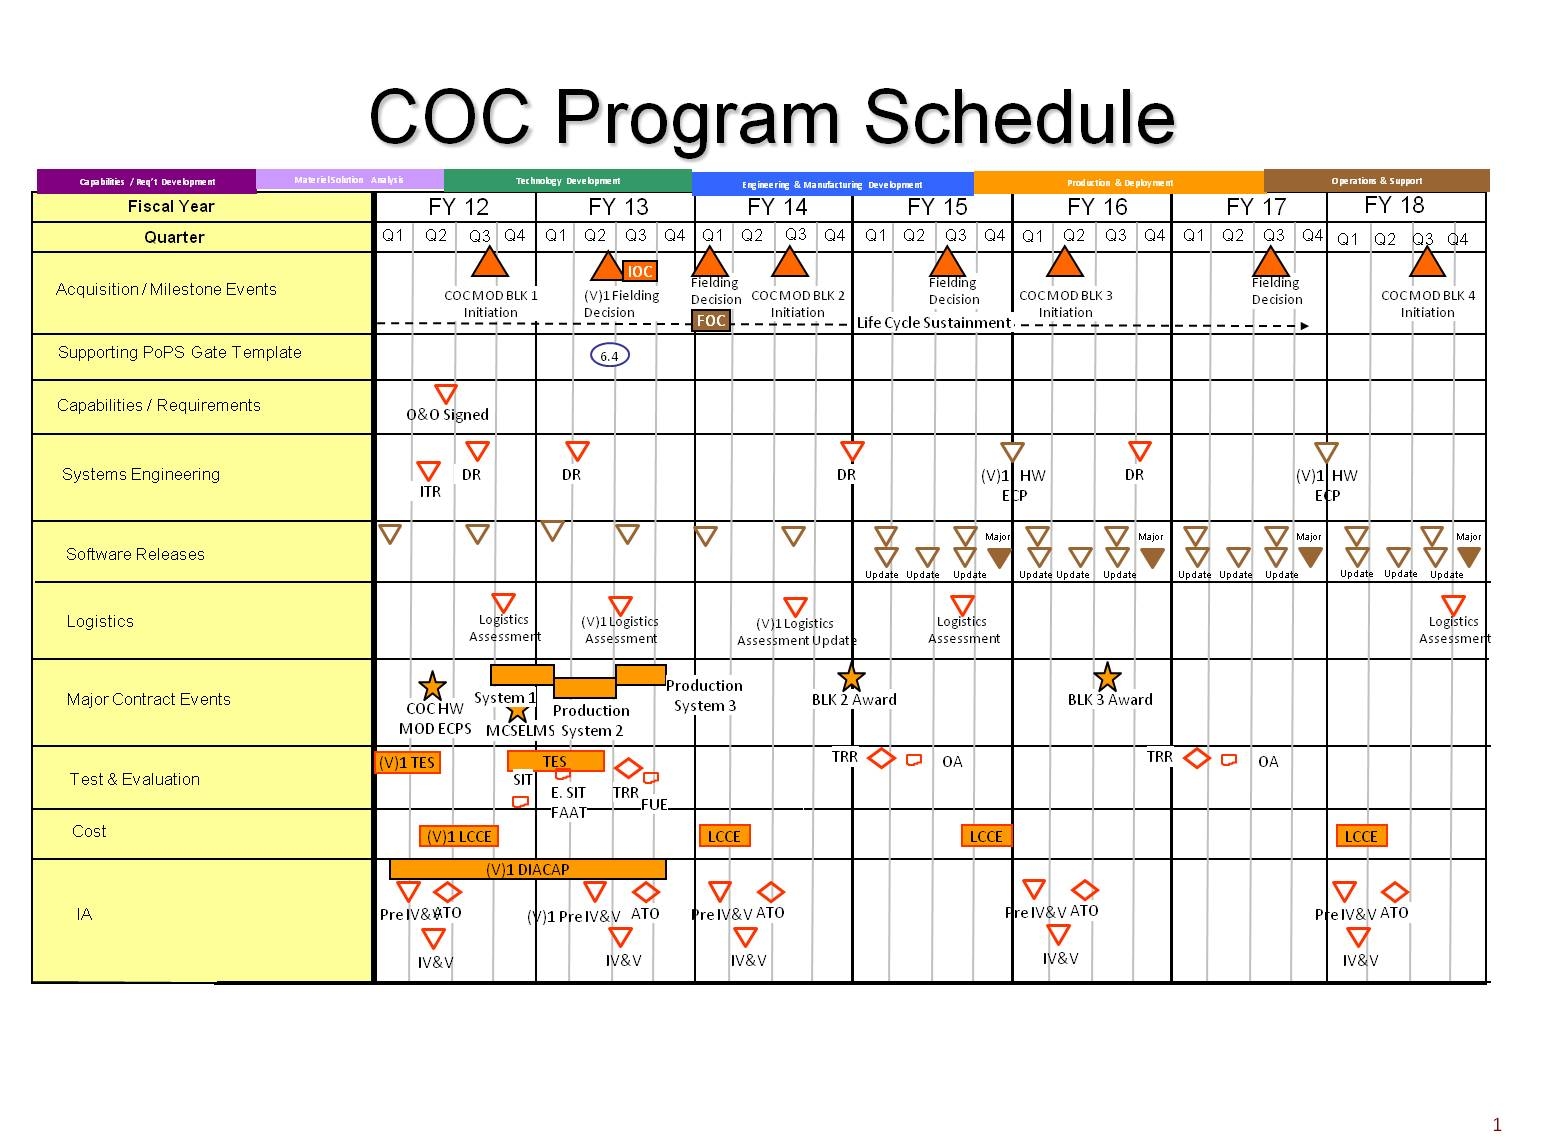 COC Program Schedule
Capabilities / Req't Development Materiel Solution Analysis Technology Development Engineering & Manufacturing Development Production & Deployment Operations & Support
Fiscal Year FY 12 FY 13 FY 14 FY 15 FY 16 FY 17 FY 18
Quarter Q1 Q2 Q3 Q4 Q1 Q2 Q3 Q4 Q1 Q2 Q3 Q4 Q1 Q2 Q3 Q4 Q1 Q2 Q3 Q4 Q1 Q2 Q3 Q4 Q1 Q2 Q3 Q4
Acquisition / Milestone Events
IOC
Fielding Fielding Fielding
COC MOD BLK 1 (V)1 Fielding Decision COC MOD BLK 2 Decision COC MOD BLK 3 Decision COC MOD BLK 4
Initiation Decision Initiation Initiation Initiation
FOC Life Cycle Sustainment
Supporting PoPS Gate Template 6.4
Capabilities / Requirements
O&O Signed
Systems Engineering DR DR DR (V)1 HW DR (V)1 HW
ITR ECP ECP
Software Releases
Major Major Major Major
Update Update Update Update Update Update Update Update Update Update Update Update
Logistics
Logistics (V)1 Logistics (V)1 Logistics Logistics Logistics
Assessment Assessment Assessment Update Assessment Assessment
Major Contract Events
System 1 Production
COC HW Production System 3 BLK 2 Award BLK 3 Award
MOD ECPS MCSELMS System 2
Test & Evaluation
(V)1 TES TES TRR OA TRR OA
SIT E. SIT TRR
FAAT FUE
Cost (V)1 LCCE LCCE LCCE LCCE
(V)1 DIACAP
IA
Pre IV&V ATO (V)1 Pre IV&V ATO Pre IV&V ATO Pre IV&V ATO Pre IV&V ATO
IV&V IV&V IV&V IV&V IV&V
1